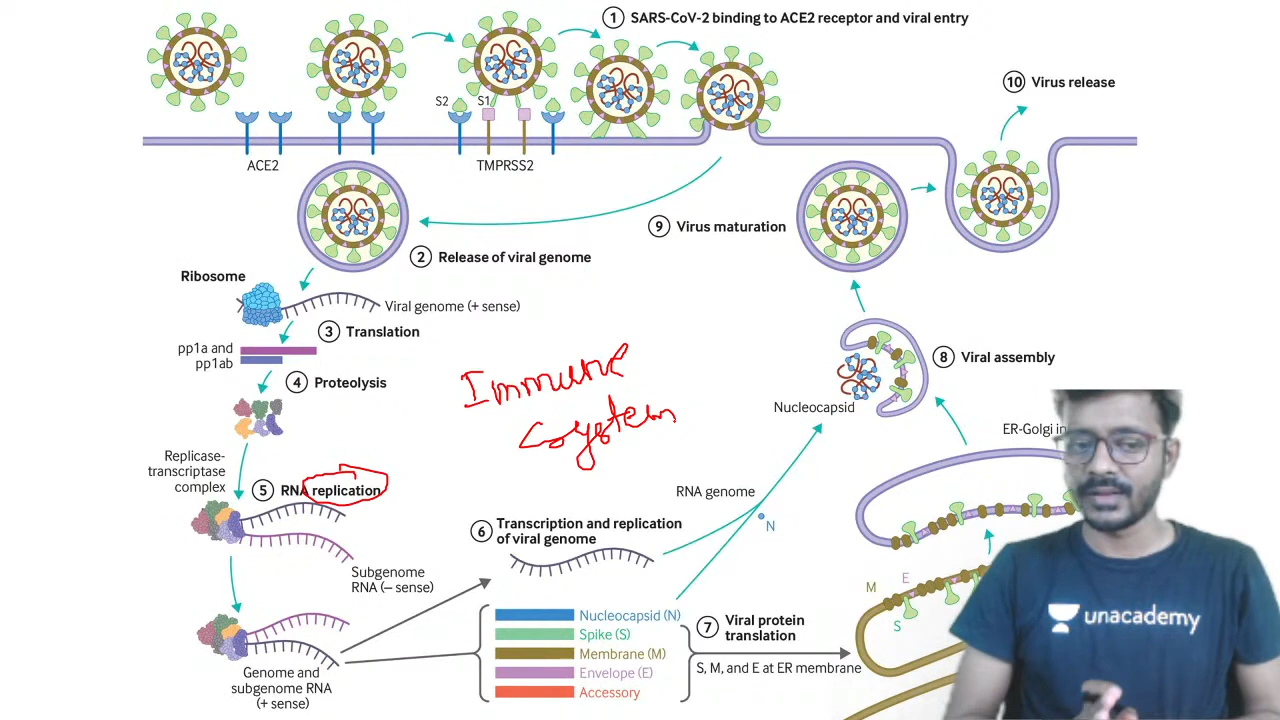 1 SARS-CoV-2 binding to ACE2 receptor and viral entry
10 Virus release
S2
S1
ACE2
TMPRSS2
9 Virus maturation
2 Release of viral genome
Ribosome
Viral genome (+ sense)
3 Translation
pp1a and
pp1ab
4 Proteolysis
Immune
System
8 Viral assembly
Nucleocapsid
ER-Golgi in
Replicase-
transcriptase
complex
5 RNA replication
RNA genome
N
6 Transcription and replication
of viral genome
Subgenome
RNA (– sense)
M
E
S
Nucleocapsid (N)
Spike (S)
Membrane (M)
Envelope (E)
Accessory
7 Viral protein
translation
S, M, and E at ER membrane
Genome and
subgenome RNA
(+ sense)
unacademy